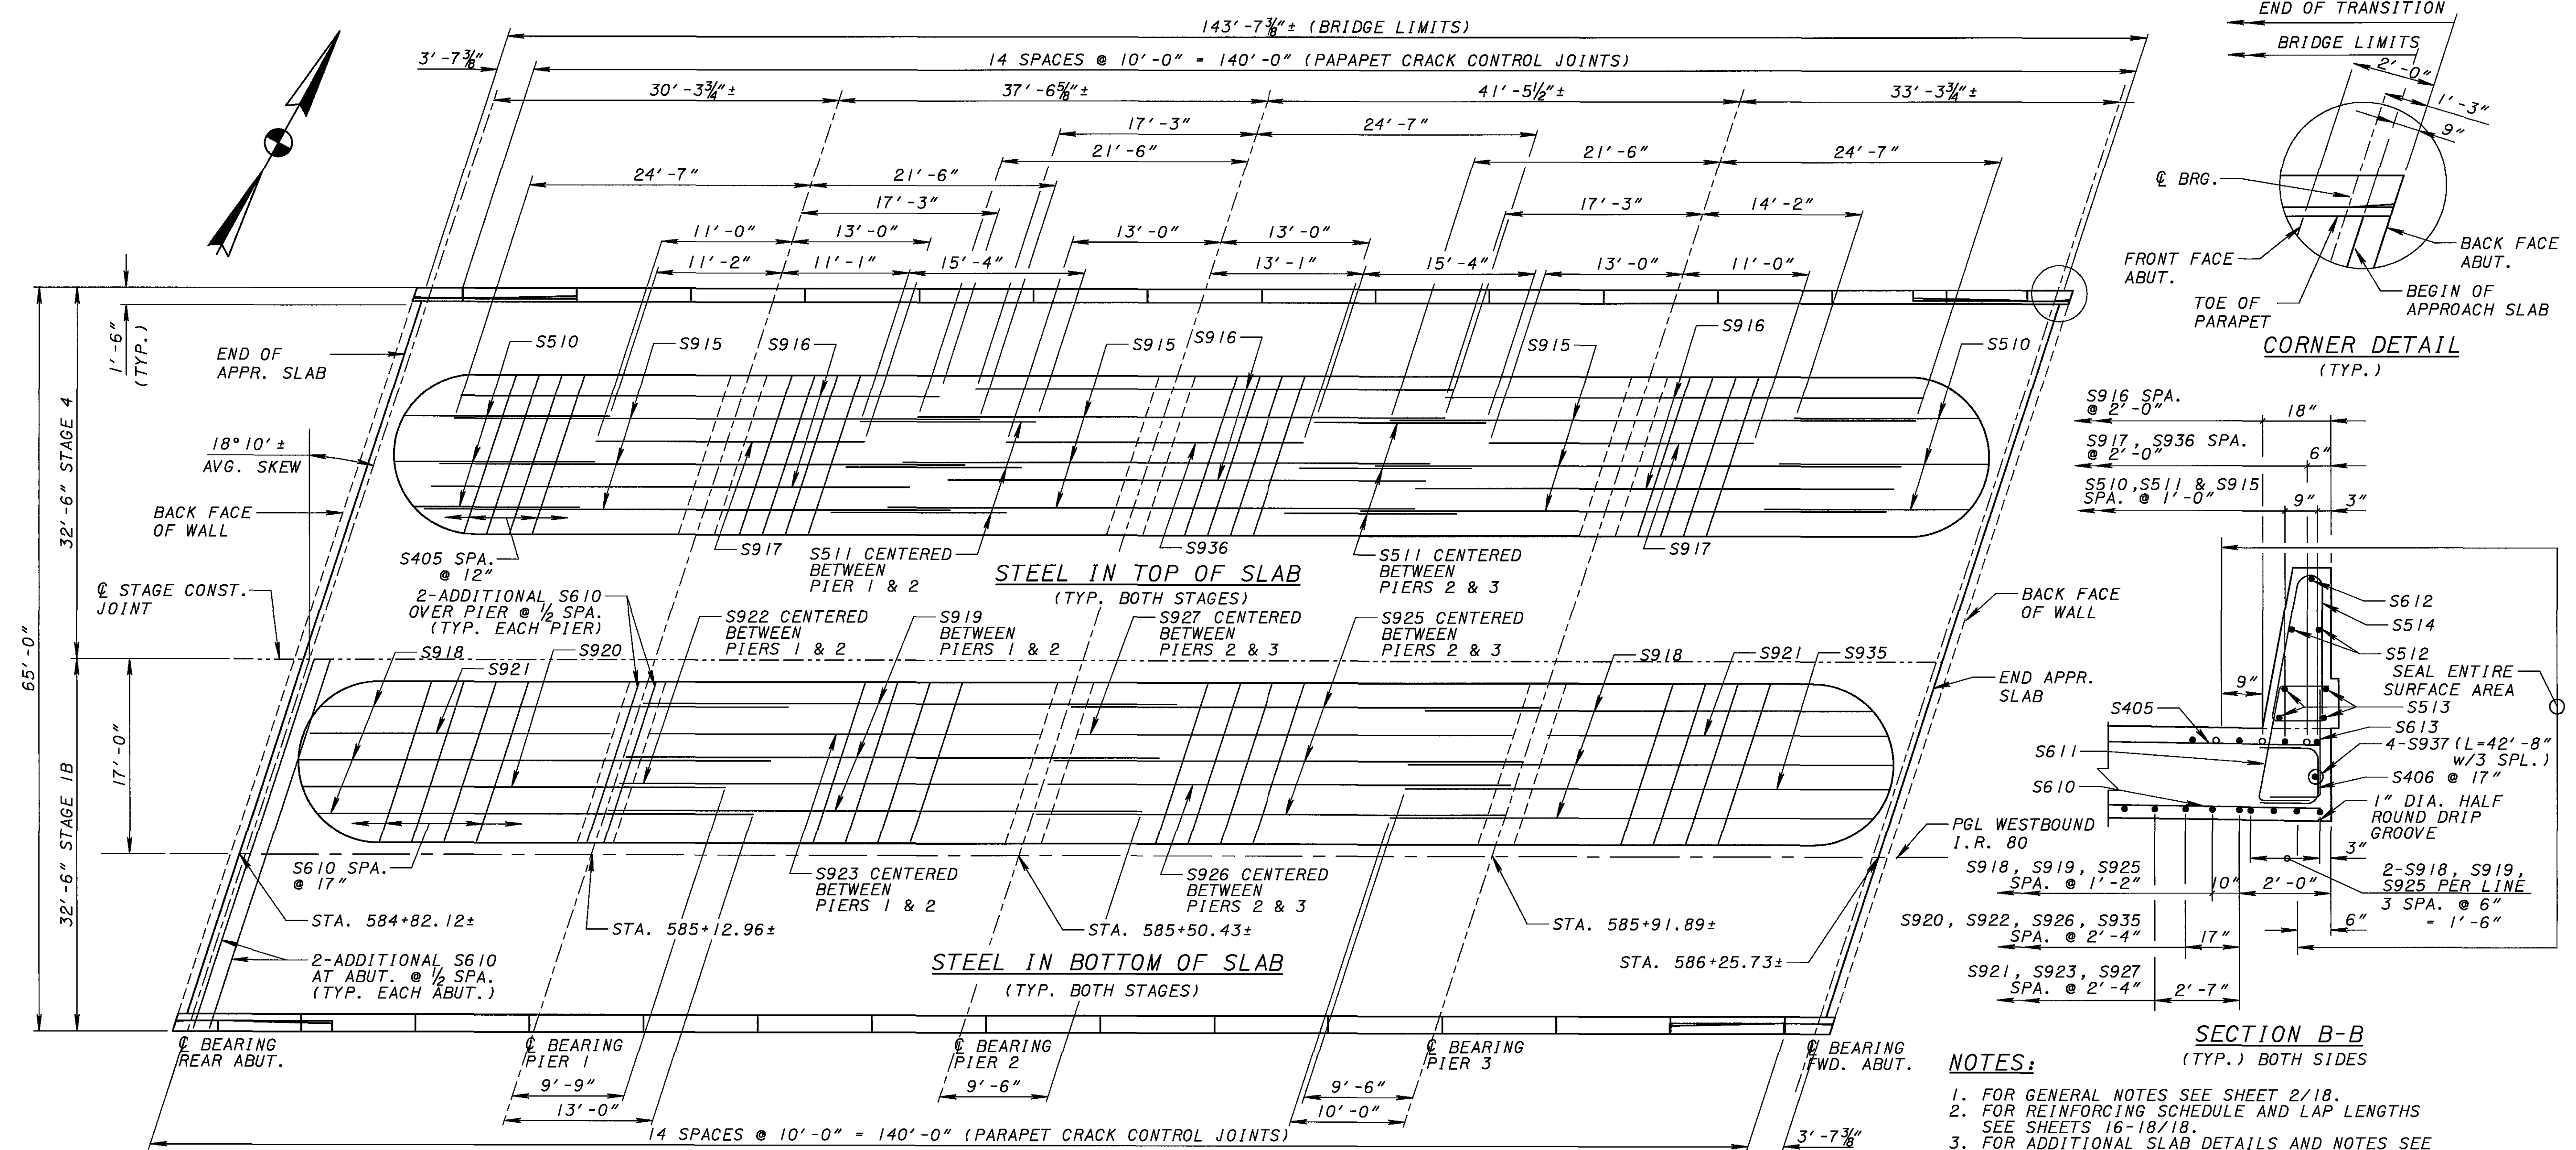 143'-7⅜"± (BRIDGE LIMITS)
3'-7⅜"
14 SPACES @ 10'-0" = 140'-0" (PAPAPET CRACK CONTROL JOINTS)
30'-3¾"±
37'-6⅝"±
41'-5½"±
33'-3¾"±
17'-3"
24'-7"
21'-6"
21'-6"
24'-7"
24'-7"
21'-6"
17'-3"
17'-3"
14'-2"
11'-0"
13'-0"
13'-0"
13'-0"
11'-2"
11'-1"
15'-4"
13'-1"
15'-4"
13'-0"
11'-0"
END OF TRANSITION
BRIDGE LIMITS
2'-0"
1'-3"
9"
℄ BRG.
FRONT FACE
ABUT.
BACK FACE
ABUT.
TOE OF
PARAPET
BEGIN OF
APPROACH SLAB
CORNER DETAIL
(TYP.)
1'-6"
(TYP.)
END OF
APPR. SLAB
S510
S915
S916
S915
S916
S915
S916
S510
65'-0"
32'-6" STAGE 4
32'-6" STAGE 1B
17'-0"
18°10'±
AVG. SKEW
BACK FACE
OF WALL
℄ STAGE CONST.
JOINT
S405 SPA.
@ 12"
S917
S511 CENTERED
BETWEEN
PIER 1 & 2
S936
S511 CENTERED
BETWEEN
PIERS 2 & 3
S917
STEEL IN TOP OF SLAB
(TYP. BOTH STAGES)
2-ADDITIONAL S610
OVER PIER @ ½ SPA.
(TYP. EACH PIER)
S922 CENTERED
BETWEEN
PIERS 1 & 2
S919
BETWEEN
PIERS 1 & 2
S927 CENTERED
BETWEEN
PIERS 2 & 3
S925 CENTERED
BETWEEN
PIERS 2 & 3
BACK FACE
OF WALL
S918
S921
S920
S918
S921
S935
END APPR.
SLAB
S610 SPA.
@ 17"
S923 CENTERED
BETWEEN
PIERS 1 & 2
S926 CENTERED
BETWEEN
PIERS 2 & 3
PGL WESTBOUND
I.R. 80
STA. 584+82.12±
STA. 585+12.96±
STA. 585+50.43±
STA. 585+91.89±
STA. 586+25.73±
2-ADDITIONAL S610
AT ABUT. @ ½ SPA.
(TYP. EACH ABUT.)
STEEL IN BOTTOM OF SLAB
(TYP. BOTH STAGES)
℄ BEARING
REAR ABUT.
℄ BEARING
PIER 1
℄ BEARING
PIER 2
℄ BEARING
PIER 3
℄ BEARING
FWD. ABUT.
9'-9"
13'-0"
9'-6"
9'-6"
10'-0"
14 SPACES @ 10'-0" = 140'-0" (PARAPET CRACK CONTROL JOINTS)
3'-7⅜"
S916 SPA.
@ 2'-0"
18"
S917, S936 SPA.
@ 2'-0"
6"
S510,S511 & S915
SPA. @ 1'-0"
9"
3"
S612
S514
S512
SEAL ENTIRE
SURFACE AREA
9"
S405
S513
S613
S611
4-S937(L=42'-8"
W/3 SPL.)
S610
S406 @ 17"
1" DIA. HALF
ROUND DRIP
GROOVE
S918, S919, S925
SPA. @ 1'-2"
10"
2'-0"
3"
2-S918, S919,
S925 PER LINE
3 SPA. @ 6"
= 1'-6"
S920, S922, S926, S935
SPA. @ 2'-4"
17"
6"
S921, S923, S927
SPA. @ 2'-4"
2'-7"
SECTION B-B
(TYP.) BOTH SIDES
NOTES:
1. FOR GENERAL NOTES SEE SHEET 2/18.
2. FOR REINFORCING SCHEDULE AND LAP LENGTHS
SEE SHEETS 16-18/18.
3. FOR ADDITIONAL SLAB DETAILS AND NOTES SEE